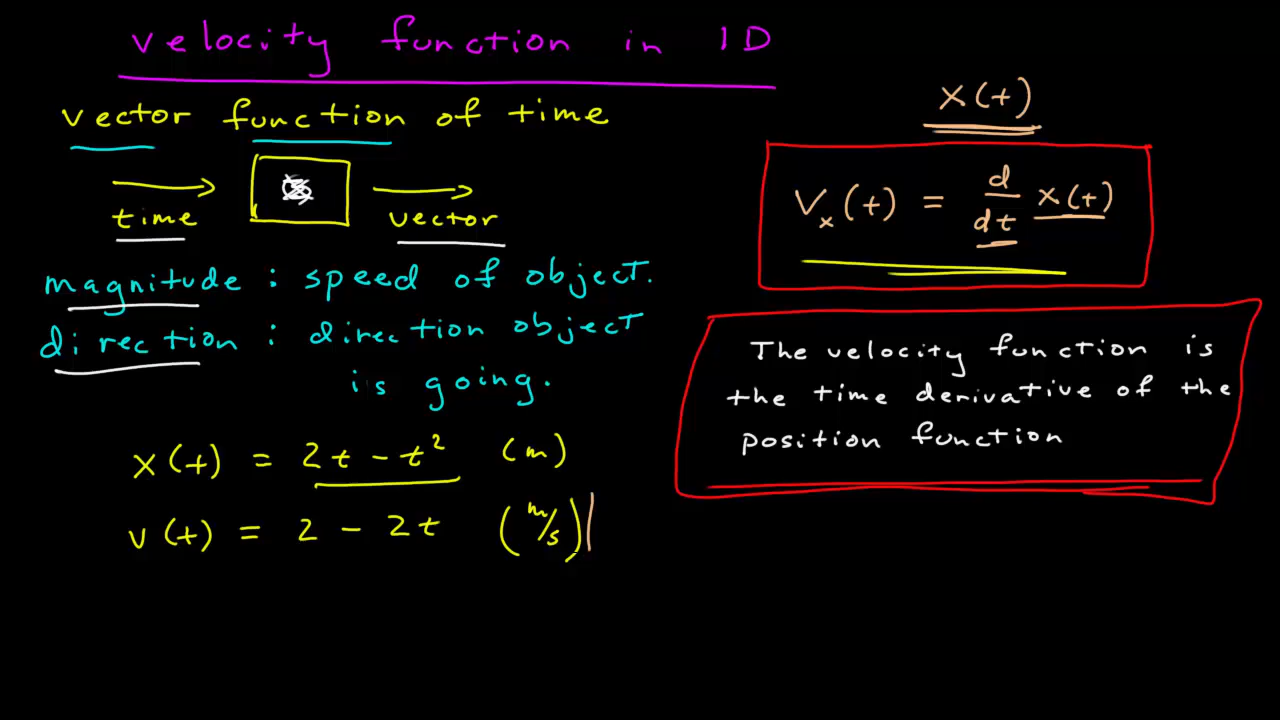 velocity function in 1D
vector function of time
time
vector
magnitude : speed of object.
direction : direction object
is going.
x(t) = 2t - t²   (m)
v(t) = 2 - 2t   (m/s)
x(t)
Vₓ(t) = d/dt x(t)
The velocity function is
the time derivative of the
position function